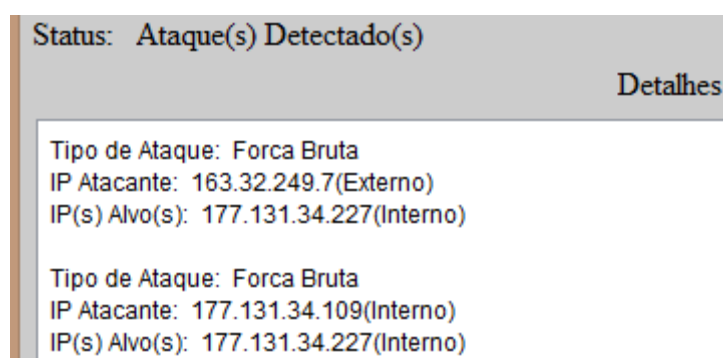 Status: Ataque(s) Detectado(s)
Detalhes
Tipo de Ataque: Forca Bruta
IP Atacante: 163.32.249.7(Externo)
IP(s) Alvo(s): 177.131.34.227(Interno)
Tipo de Ataque: Forca Bruta
IP Atacante: 177.131.34.109(Interno)
IP(s) Alvo(s): 177.131.34.227(Interno)